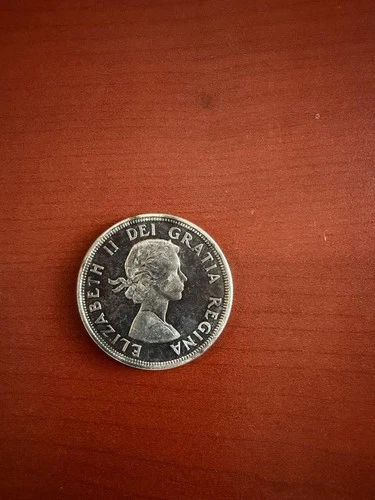 ELIZABETH II DEI GRATIA REGINA